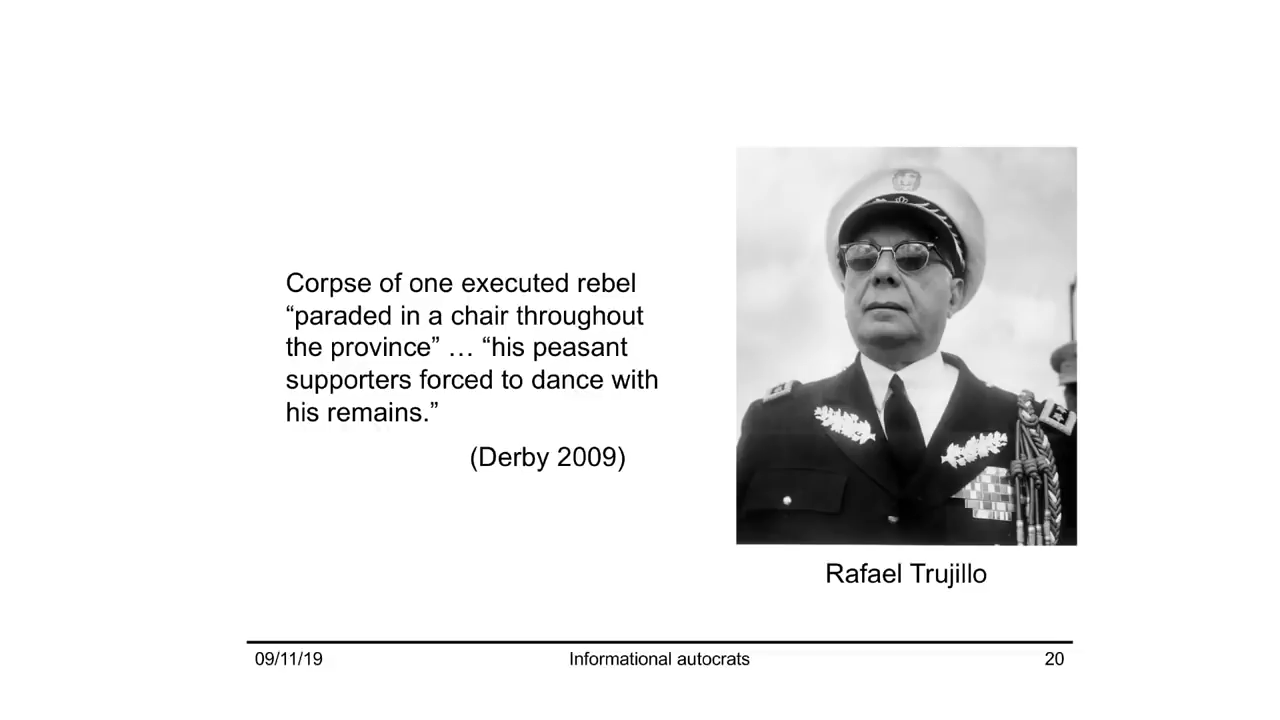 Corpse of one executed rebel
“paraded in a chair throughout
the province” … “his peasant
supporters forced to dance with
his remains.”
(Derby 2009)
Rafael Trujillo
09/11/19
Informational autocrats
20